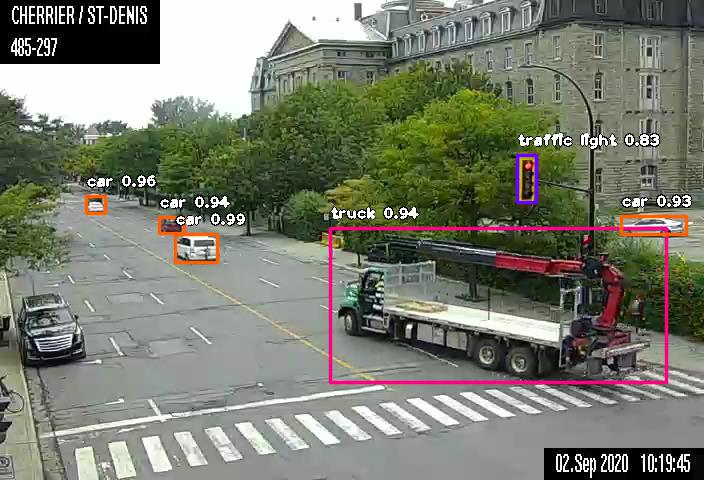 CHERRIER / ST-DENIS
485-297
traffic light 0.83
car 0.96
car 0.94
car 0.99
truck 0.94
car 0.93
02.Sep 2020 10:19:45